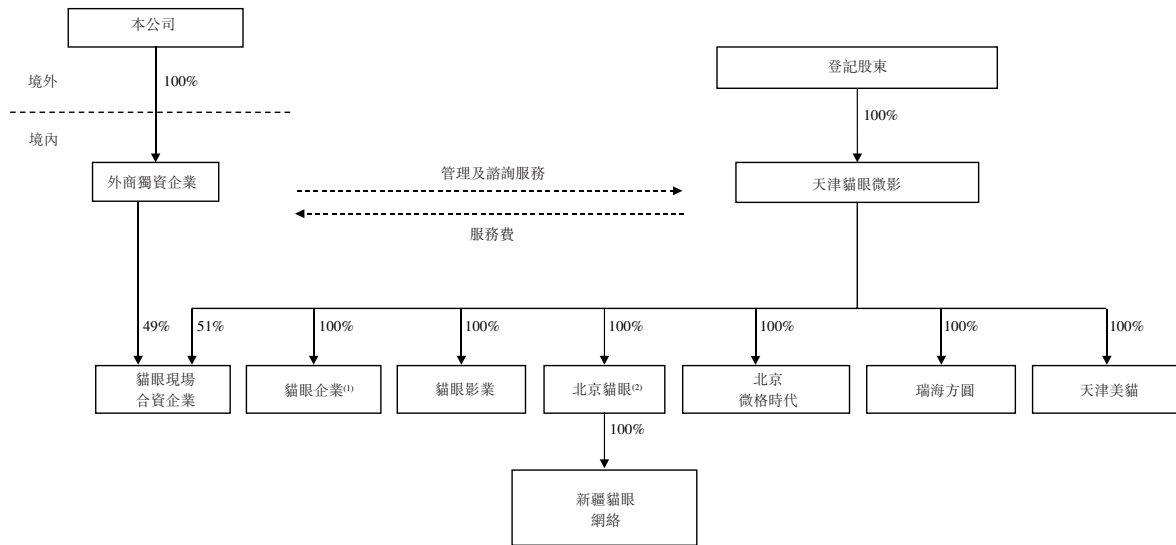 本公司
境外
100%
登記股東
100%
境內
外商獨資企業
管理及諮詢服務
服務費
天津貓眼微影
49%
51%
100%
100%
100%
100%
100%
100%
貓眼現場
合資企業
貓眼企業(1)
貓眼影業
北京貓眼(2)
北京
微格時代
瑞海方圓
天津美貓
100%
新疆貓眼
網絡